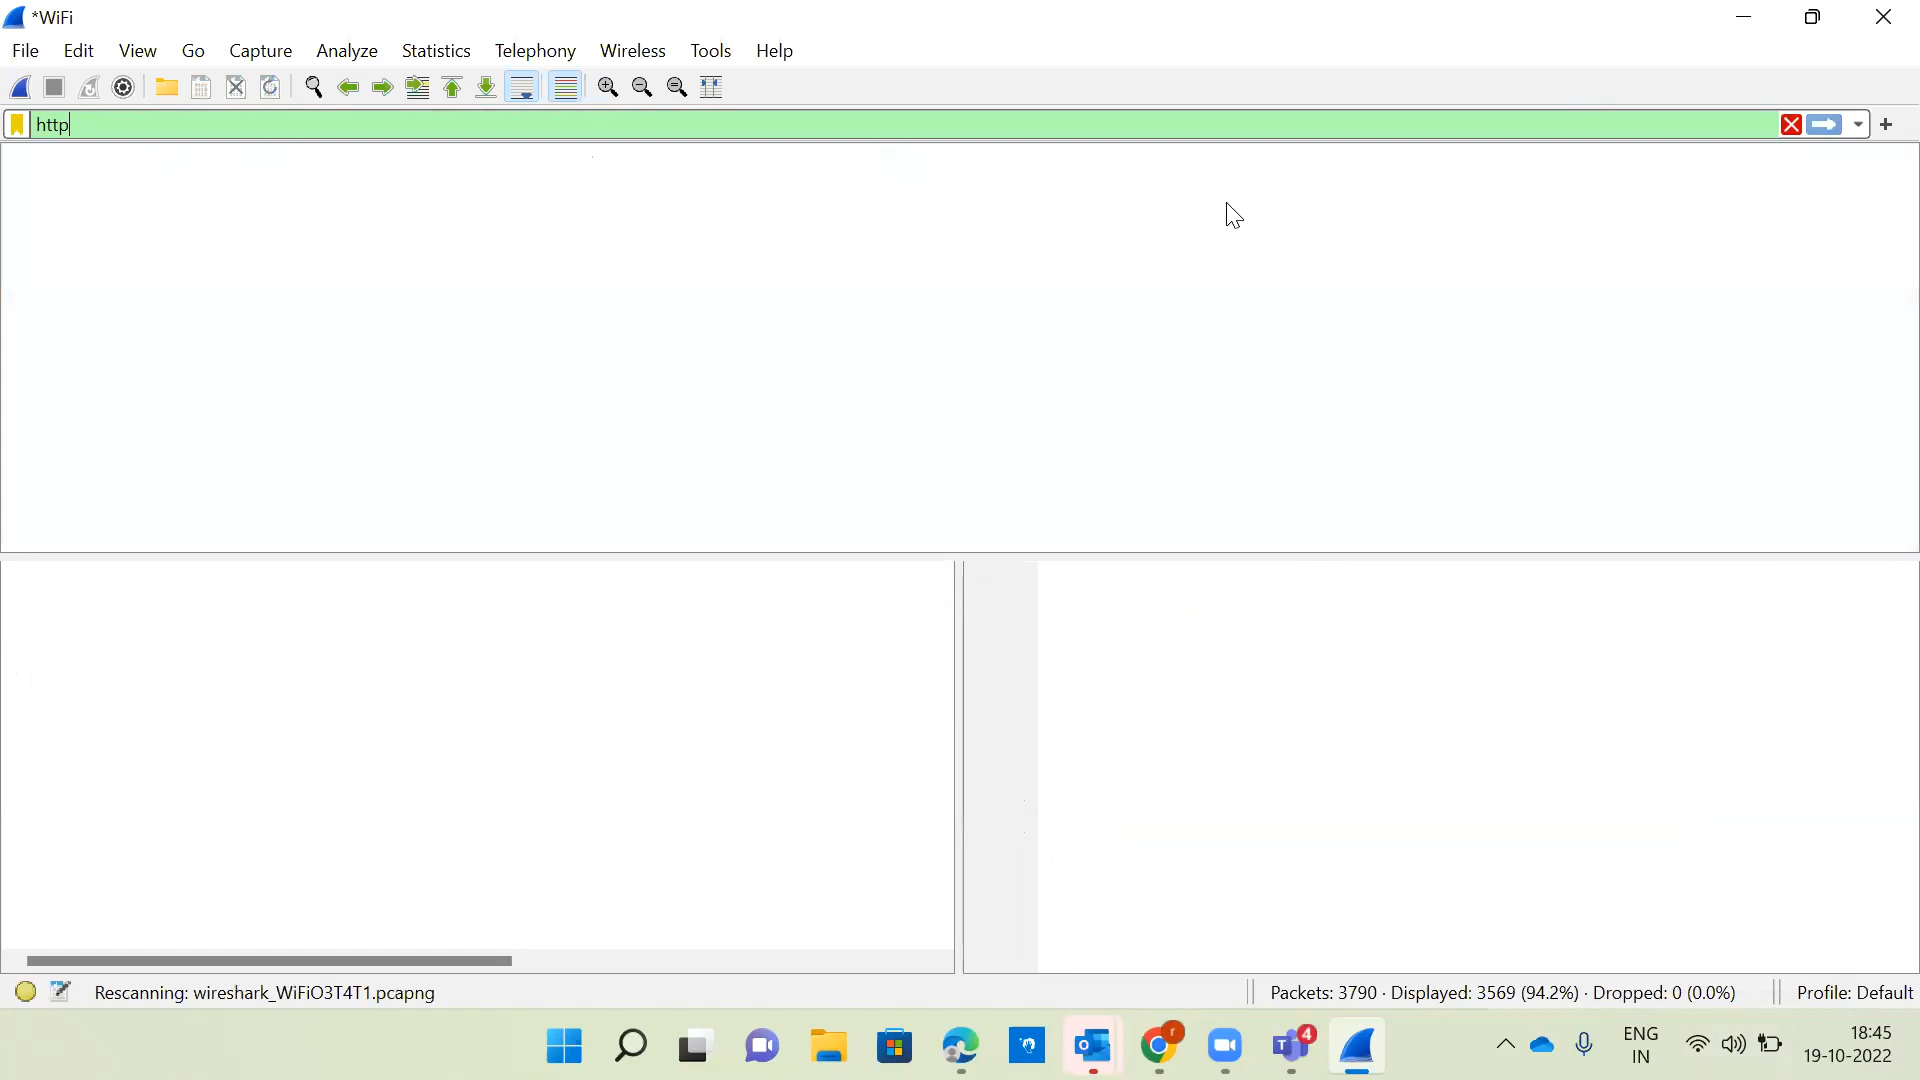 *WiFi
File Edit View Go Capture Analyze Statistics Telephony Wireless Tools Help
http
Rescanning: wireshark_WiFiO3T4T1.pcapng
Packets: 3790 · Displayed: 3569 (94.2%) · Dropped: 0 (0.0%)
Profile: Default
r
4
ENG
IN
18:45
19-10-2022